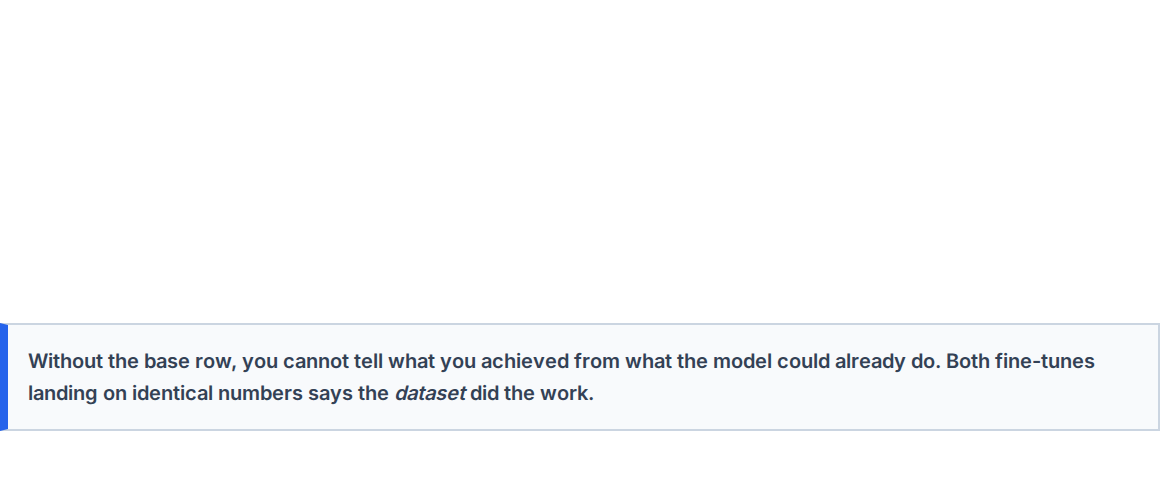 Without the base row, you cannot tell what you achieved from what the model could already do. Both fine-tunes
landing on identical numbers says the dataset did the work.